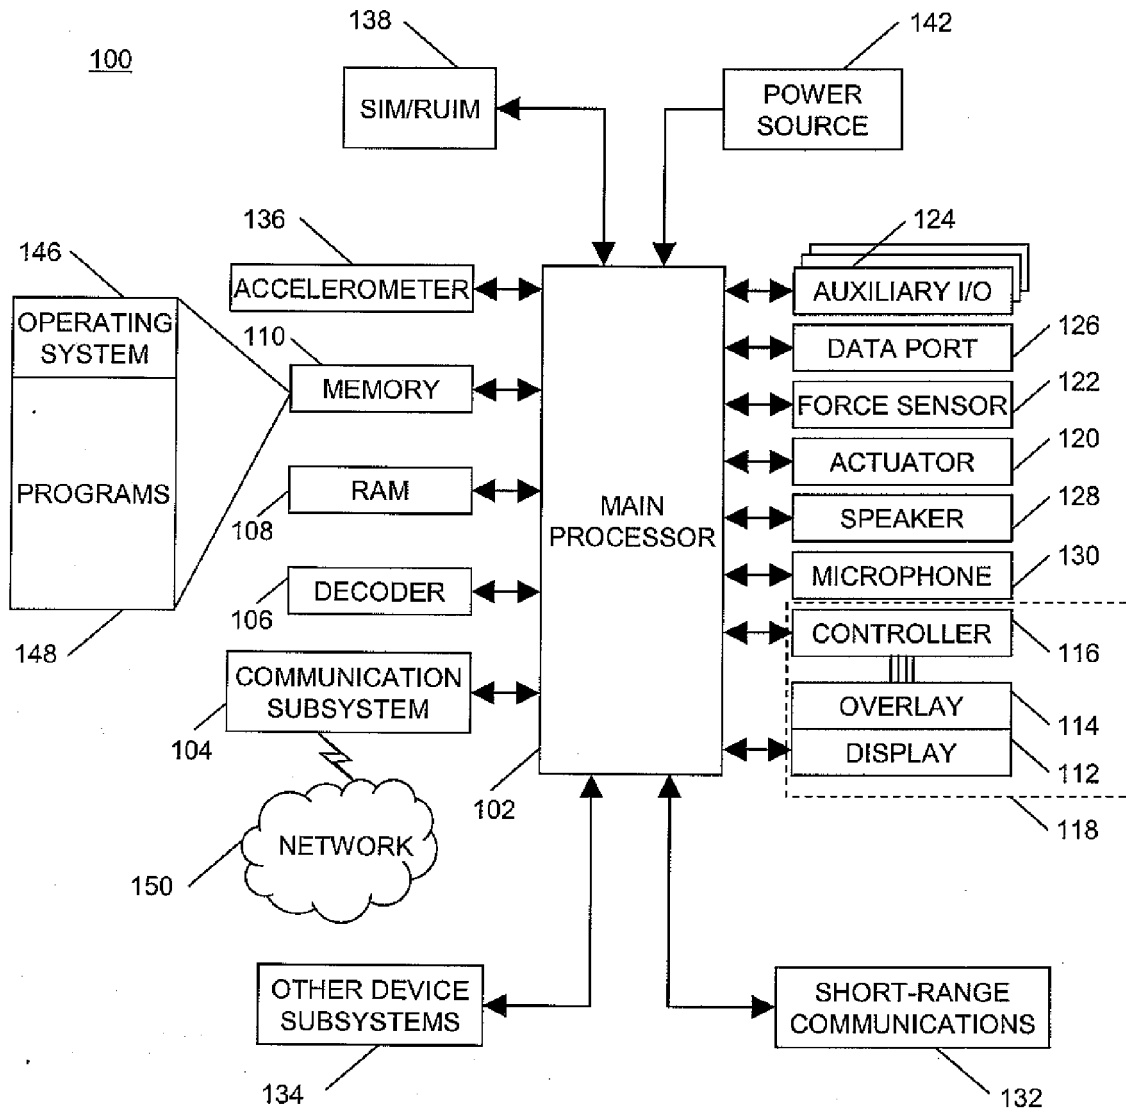 138
142
100
SIM/RUIM
POWER
SOURCE
136
124
146
ACCELEROMETER
AUXILIARY I/O
OPERATING
SYSTEM
110
126
DATA PORT
MEMORY
122
FORCE SENSOR
120
ACTUATOR
PROGRAMS
RAM
MAIN
PROCESSOR
128
SPEAKER
108
130
MICROPHONE
DECODER
106
CONTROLLER
116
148
COMMUNICATION
SUBSYSTEM
OVERLAY
114
104
DISPLAY
112
102
118
NETWORK
150
OTHER DEVICE
SUBSYSTEMS
SHORT-RANGE
COMMUNICATIONS
134
132